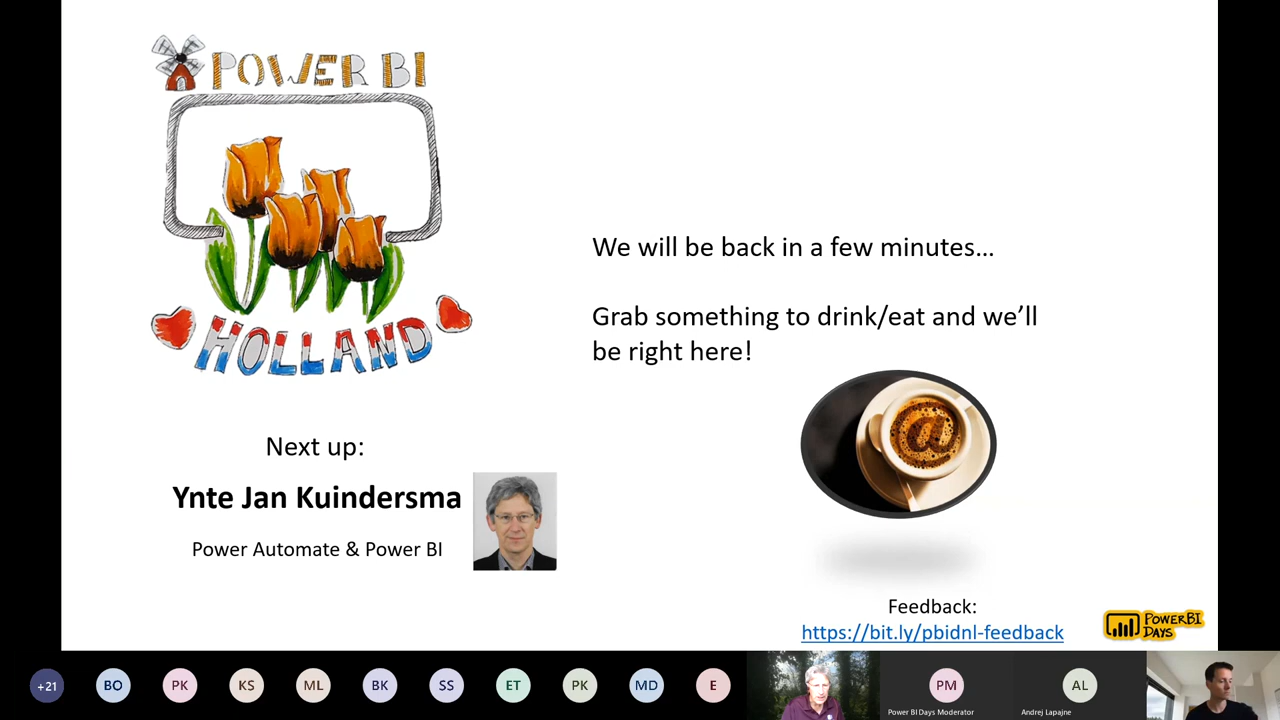 POWER BI
HOLLAND
We will be back in a few minutes...
Grab something to drink/eat and we'll
be right here!
Next up:
Ynte Jan Kuindersma
Power Automate & Power BI
@
Feedback:
https://bit.ly/pbidnl-feedback
POWER BI
DAYS
+21
BO
PK
KS
ML
BK
SS
ET
PK
MD
E
PM
AL
Power BI Days Moderator
Andrej Lapajne